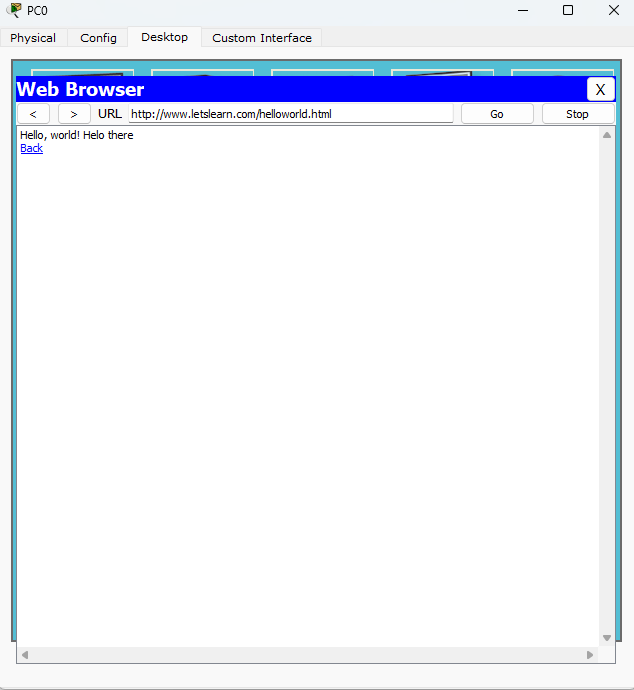 PC0
Physical Config Desktop Custom Interface
Web Browser X
< > URL http://www.letslearn.com/helloworld.html Go Stop
Hello, world! Helo there
Back